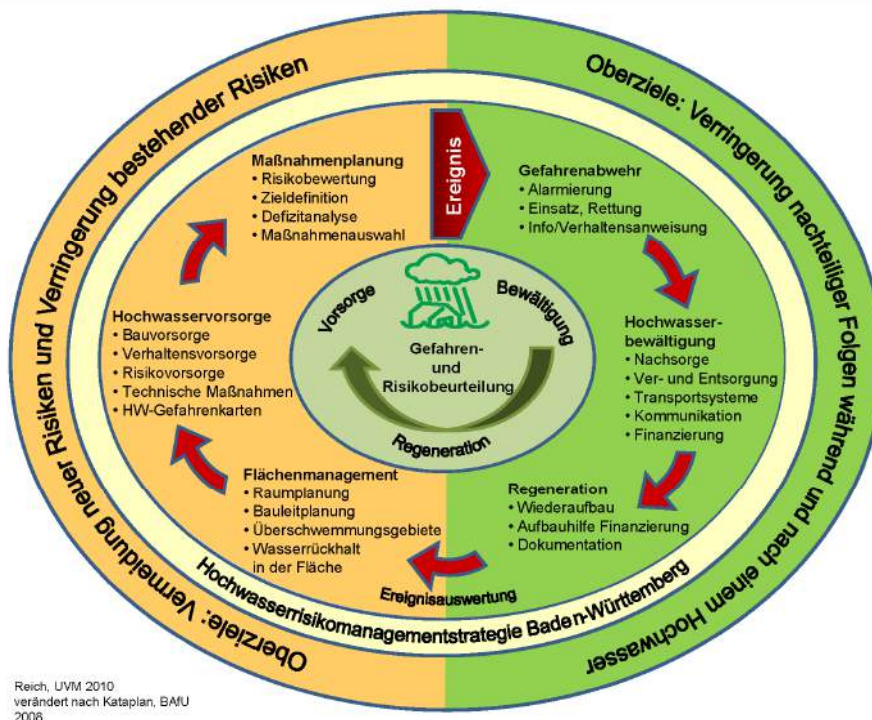 Oberziele: Vermeidung neuer Risiken und Verringerung bestehender Risiken
Oberziele: Verringerung nachteiliger Folgen während und nach einem Hochwasser
Hochwasserrisikomanagementstrategie Baden-Württemberg
Ereignis
Maßnahmenplanung
• Risikobewertung
• Zieldefinition
• Defizitanalyse
• Maßnahmenauswahl
Gefahrenabwehr
• Alarmierung
• Einsatz, Rettung
• Info/Verhaltensanweisung
Hochwasser-
bewältigung
• Nachsorge
• Ver- und Entsorgung
• Transportsysteme
• Kommunikation
• Finanzierung
Regeneration
• Wiederaufbau
• Aufbauhilfe Finanzierung
• Dokumentation
Ereignisauswertung
Flächenmanagement
• Raumplanung
• Bauleitplanung
• Überschwemmungsgebiete
• Wasserrückhalt
in der Fläche
Hochwasservorsorge
• Bauvorsorge
• Verhaltensvorsorge
• Risikovorsorge
• Technische Maßnahmen
• HW-Gefahrenkarten
Vorsorge
Bewältigung
Gefahren-
und
Risikobeurteilung
Regeneration
Reich, UVM 2010
verändert nach Kataplan, BAfU
2008